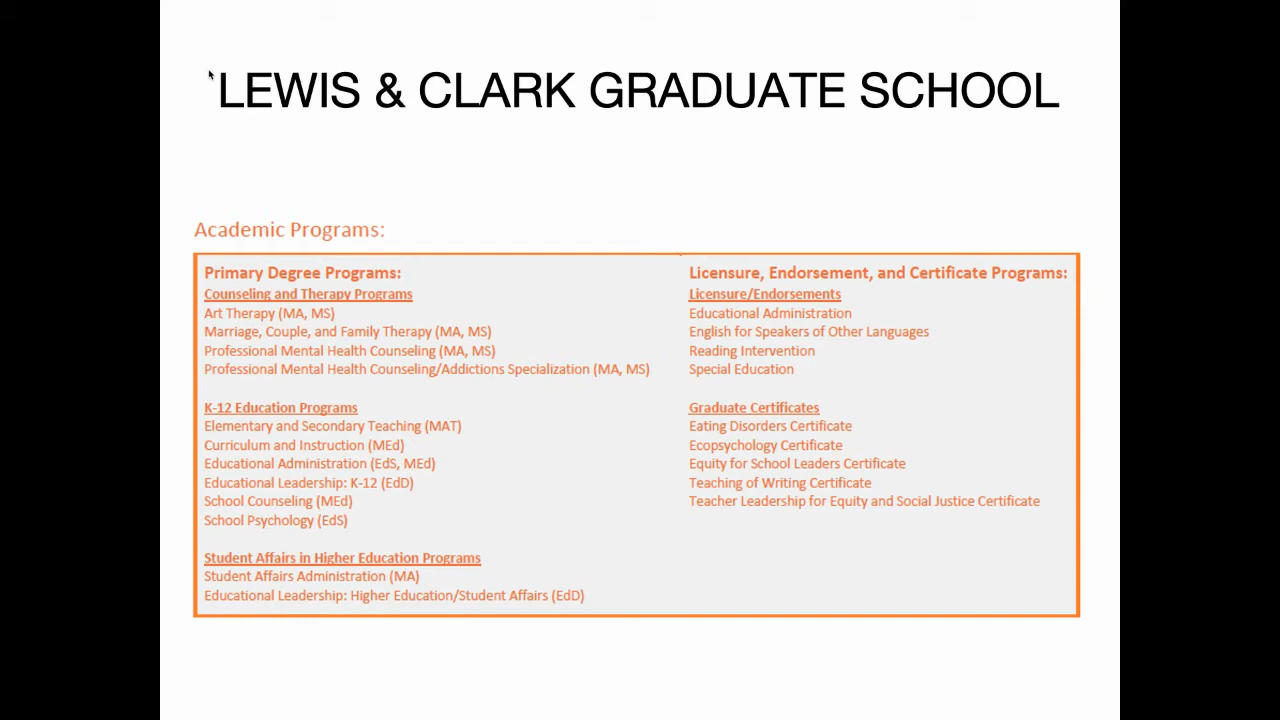 LEWIS & CLARK GRADUATE SCHOOL
Academic Programs:
Primary Degree Programs:
Counseling and Therapy Programs
Art Therapy (MA, MS)
Marriage, Couple, and Family Therapy (MA, MS)
Professional Mental Health Counseling (MA, MS)
Professional Mental Health Counseling/Addictions Specialization (MA, MS)
K-12 Education Programs
Elementary and Secondary Teaching (MAT)
Curriculum and Instruction (MEd)
Educational Administration (EdS, MEd)
Educational Leadership: K-12 (EdD)
School Counseling (MEd)
School Psychology (EdS)
Student Affairs in Higher Education Programs
Student Affairs Administration (MA)
Educational Leadership: Higher Education/Student Affairs (EdD)
Licensure, Endorsement, and Certificate Programs:
Licensure/Endorsements
Educational Administration
English for Speakers of Other Languages
Reading Intervention
Special Education
Graduate Certificates
Eating Disorders Certificate
Ecopsychology Certificate
Equity for School Leaders Certificate
Teaching of Writing Certificate
Teacher Leadership for Equity and Social Justice Certificate